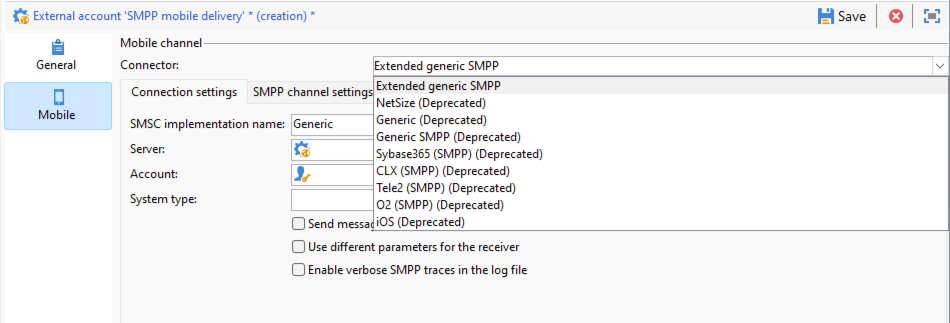 External account 'SMPP mobile delivery' * (creation) *
Save
General
Mobile
Mobile channel
Connector:
Extended generic SMPP
Extended generic SMPP
NetSize (Deprecated)
Generic (Deprecated)
Generic SMPP (Deprecated)
Sybase365 (SMPP) (Deprecated)
CLX (SMPP) (Deprecated)
Tele2 (SMPP) (Deprecated)
O2 (SMPP) (Deprecated)
iOS (Deprecated)
Connection settings
SMPP channel settings
SMSC implementation name: Generic
Server:
Account:
System type:
Send messag
Use different parameters for the receiver
Enable verbose SMPP traces in the log file